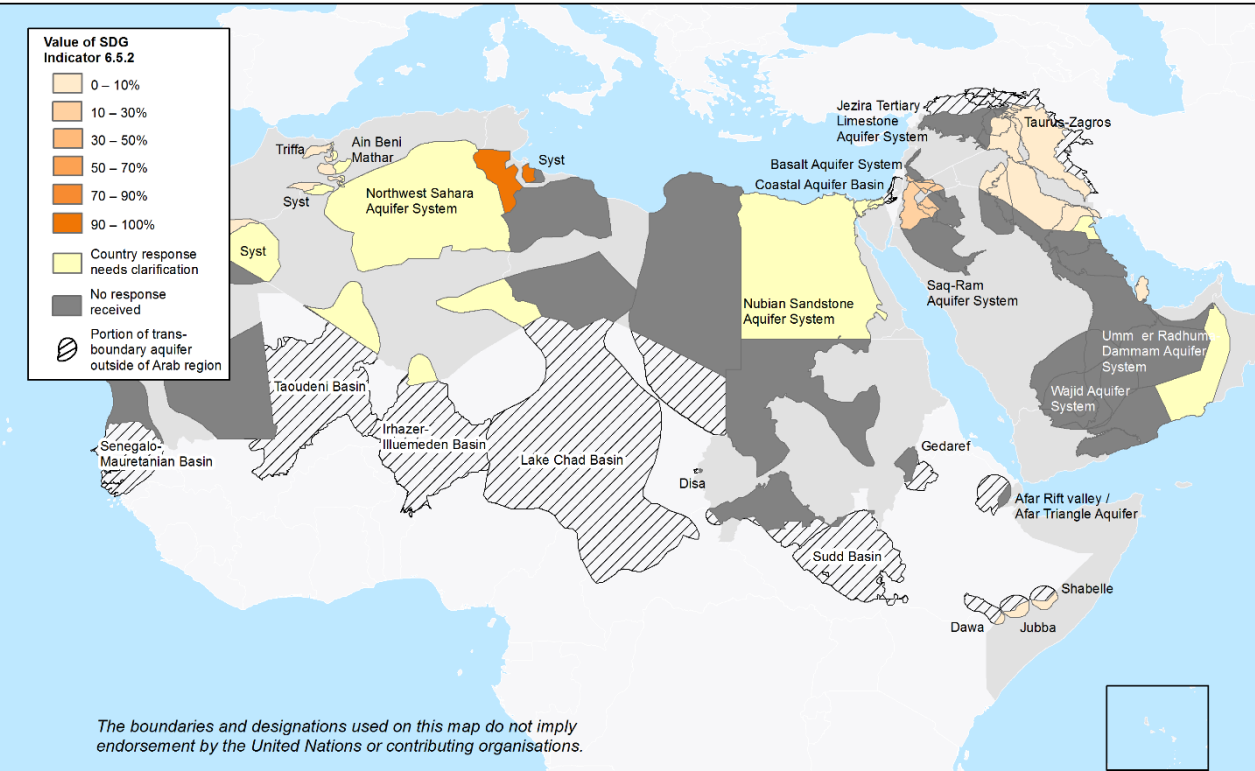 Value of SDG
Indicator 6.5.2
0 – 10%
10 – 30%
30 – 50%
50 – 70%
70 – 90%
90 – 100%
Country response
needs clarification
No response
received
Portion of trans-
boundary aquifer
outside of Arab region
Triffa
Ain Beni
Mathar
Syst
Northwest Sahara
Aquifer System
Syst
Syst
Jezira Tertiary
Limestone
Aquifer System
Taurus-Zagros
Basalt Aquifer System
Coastal Aquifer Basin
Saq-Ram
Aquifer System
Nubian Sandstone
Aquifer System
Umm er Radhuma
Dammam Aquifer
System
Wajid Aquifer
System
Taoudeni Basin
Senegalo-
Mauretanian Basin
Irhazer-
Illuemeden Basin
Lake Chad Basin
Disa
Gedaref
Afar Rift valley /
Afar Triangle Aquifer
Sudd Basin
Shabelle
Dawa
Jubba
The boundaries and designations used on this map do not imply
endorsement by the United Nations or contributing organisations.